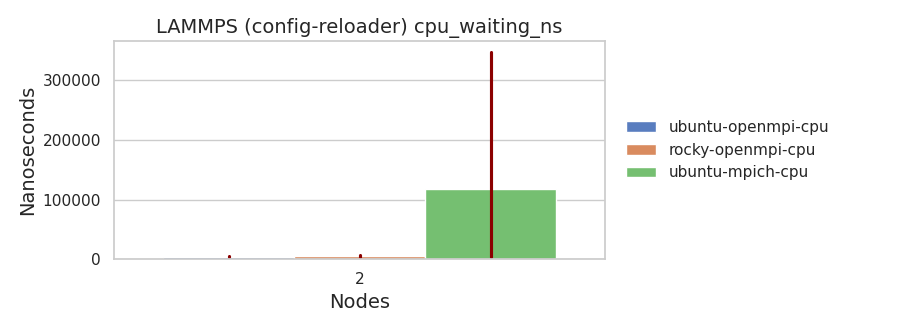 LAMMPS (config-reloader) cpu_waiting_ns
Nanoseconds
300000
200000
100000
0
2
Nodes
ubuntu-openmpi-cpu
rocky-openmpi-cpu
ubuntu-mpich-cpu